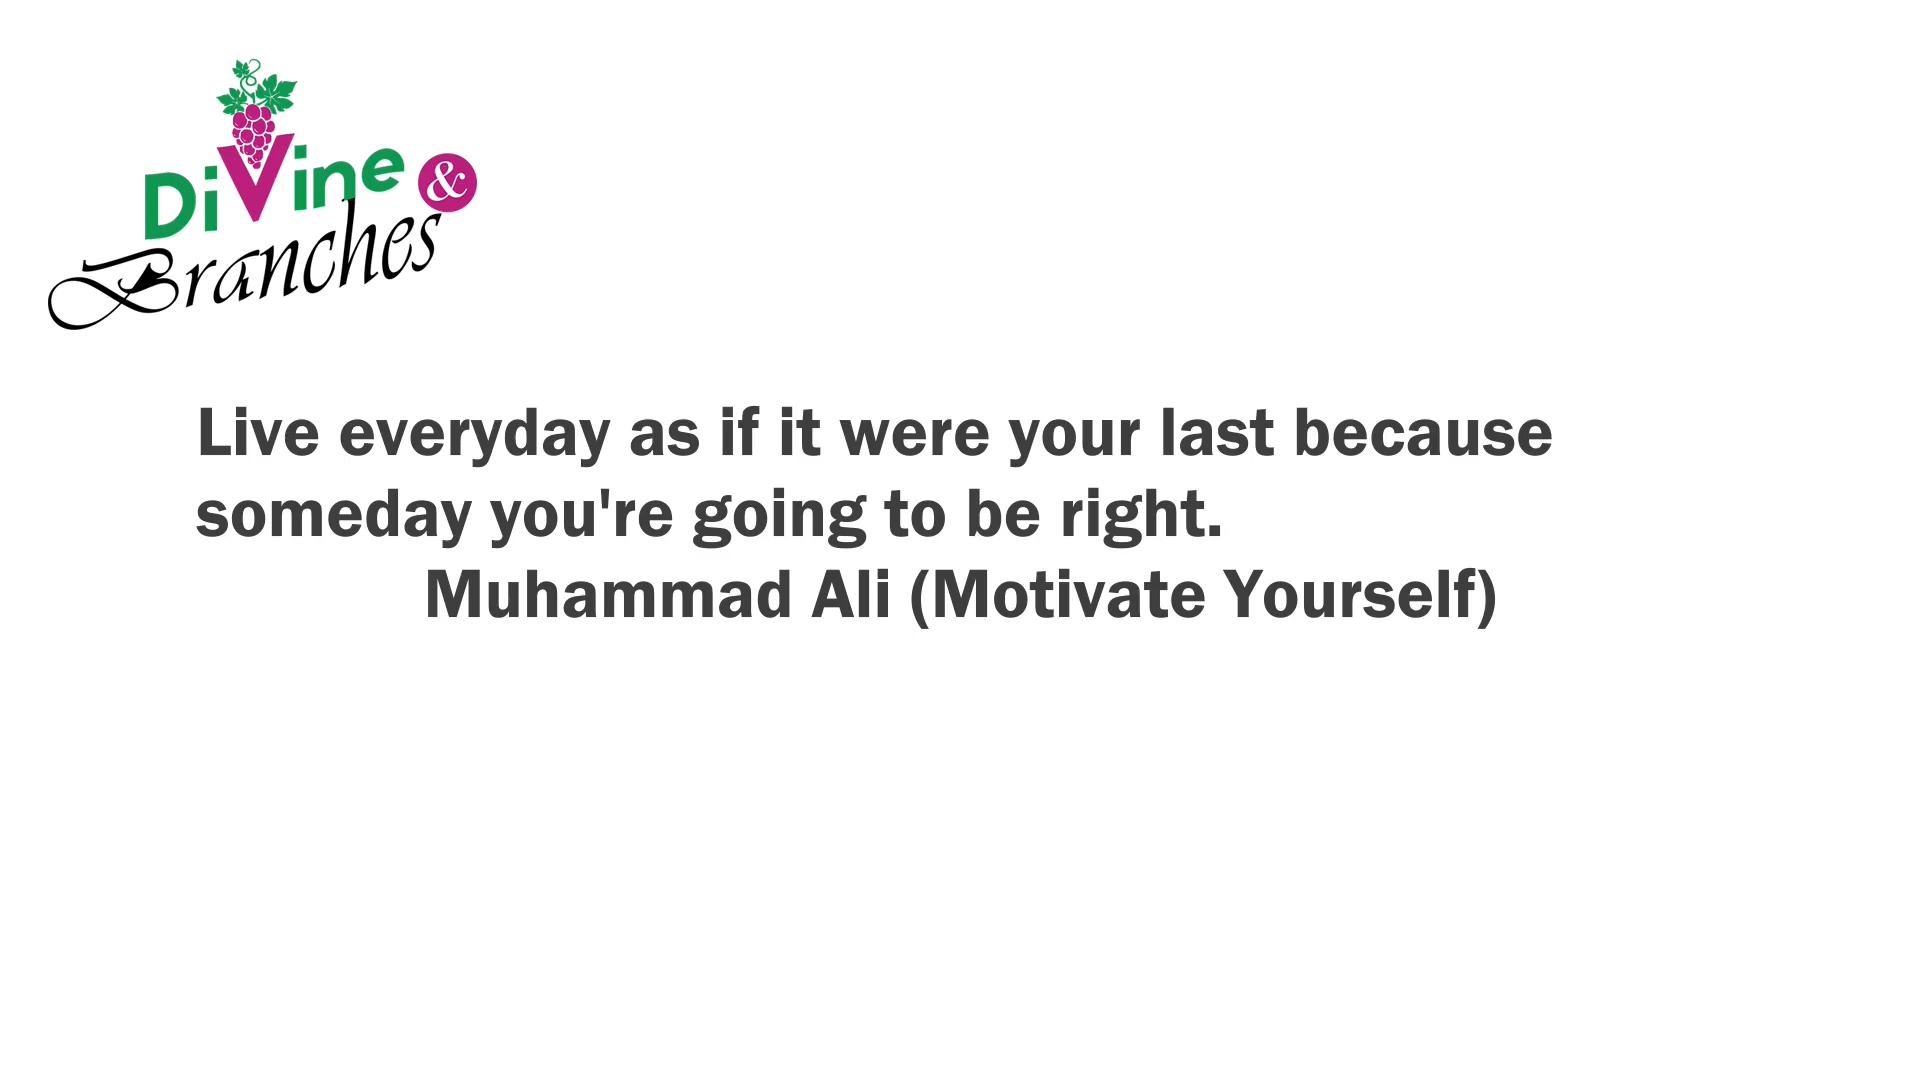 DiVine &
Branches
Live everyday as if it were your last because
someday you're going to be right.
Muhammad Ali (Motivate Yourself)